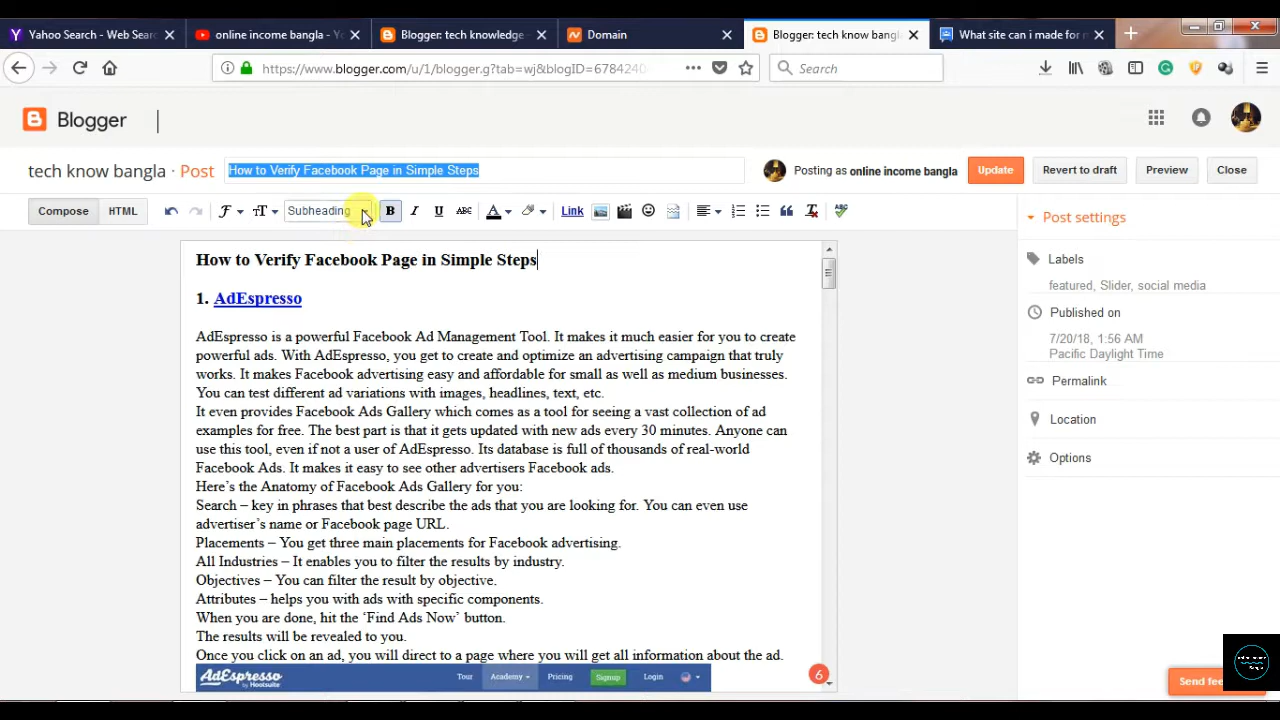 Yahoo Search - Web Sear
online income bangla - Y
Blogger: tech knowledge
Domain
Blogger: tech know bangl
What site can i made for m
https://www.blogger.com/u/1/blogger.g?tab=wj&blogID=6784240
Search
Blogger
tech know bangla · Post
How to Verify Facebook Page in Simple Steps
Posting as online income bangla
Update
Revert to draft
Preview
Close
Compose
HTML
Subheading
B
I
U
ABC
A
Link
Post settings
Labels
featured, Slider, social media
Published on
7/20/18, 1:56 AM
Pacific Daylight Time
Permalink
Location
Options
How to Verify Facebook Page in Simple Steps
1. AdEspresso
AdEspresso is a powerful Facebook Ad Management Tool. It makes it much easier for you to create
powerful ads. With AdEspresso, you get to create and optimize an advertising campaign that truly
works. It makes Facebook advertising easy and affordable for small as well as medium businesses.
You can test different ad variations with images, headlines, text, etc.
It even provides Facebook Ads Gallery which comes as a tool for seeing a vast collection of ad
examples for free. The best part is that it gets updated with new ads every 30 minutes. Anyone can
use this tool, even if not a user of AdEspresso. Its database is full of thousands of real-world
Facebook Ads. It makes it easy to see other advertisers Facebook ads.
Here’s the Anatomy of Facebook Ads Gallery for you:
Search – key in phrases that best describe the ads that you are looking for. You can even use
advertiser’s name or Facebook page URL.
Placements – You get three main placements for Facebook advertising.
All Industries – It enables you to filter the results by industry.
Objectives – You can filter the result by objective.
Attributes – helps you with ads with specific components.
When you are done, hit the ‘Find Ads Now’ button.
The results will be revealed to you.
Once you click on an ad, you will direct to a page where you will get all information about the ad.
AdEspresso
by Hootsuite
Tour
Academy
Pricing
Signup
Login
6
Send fee